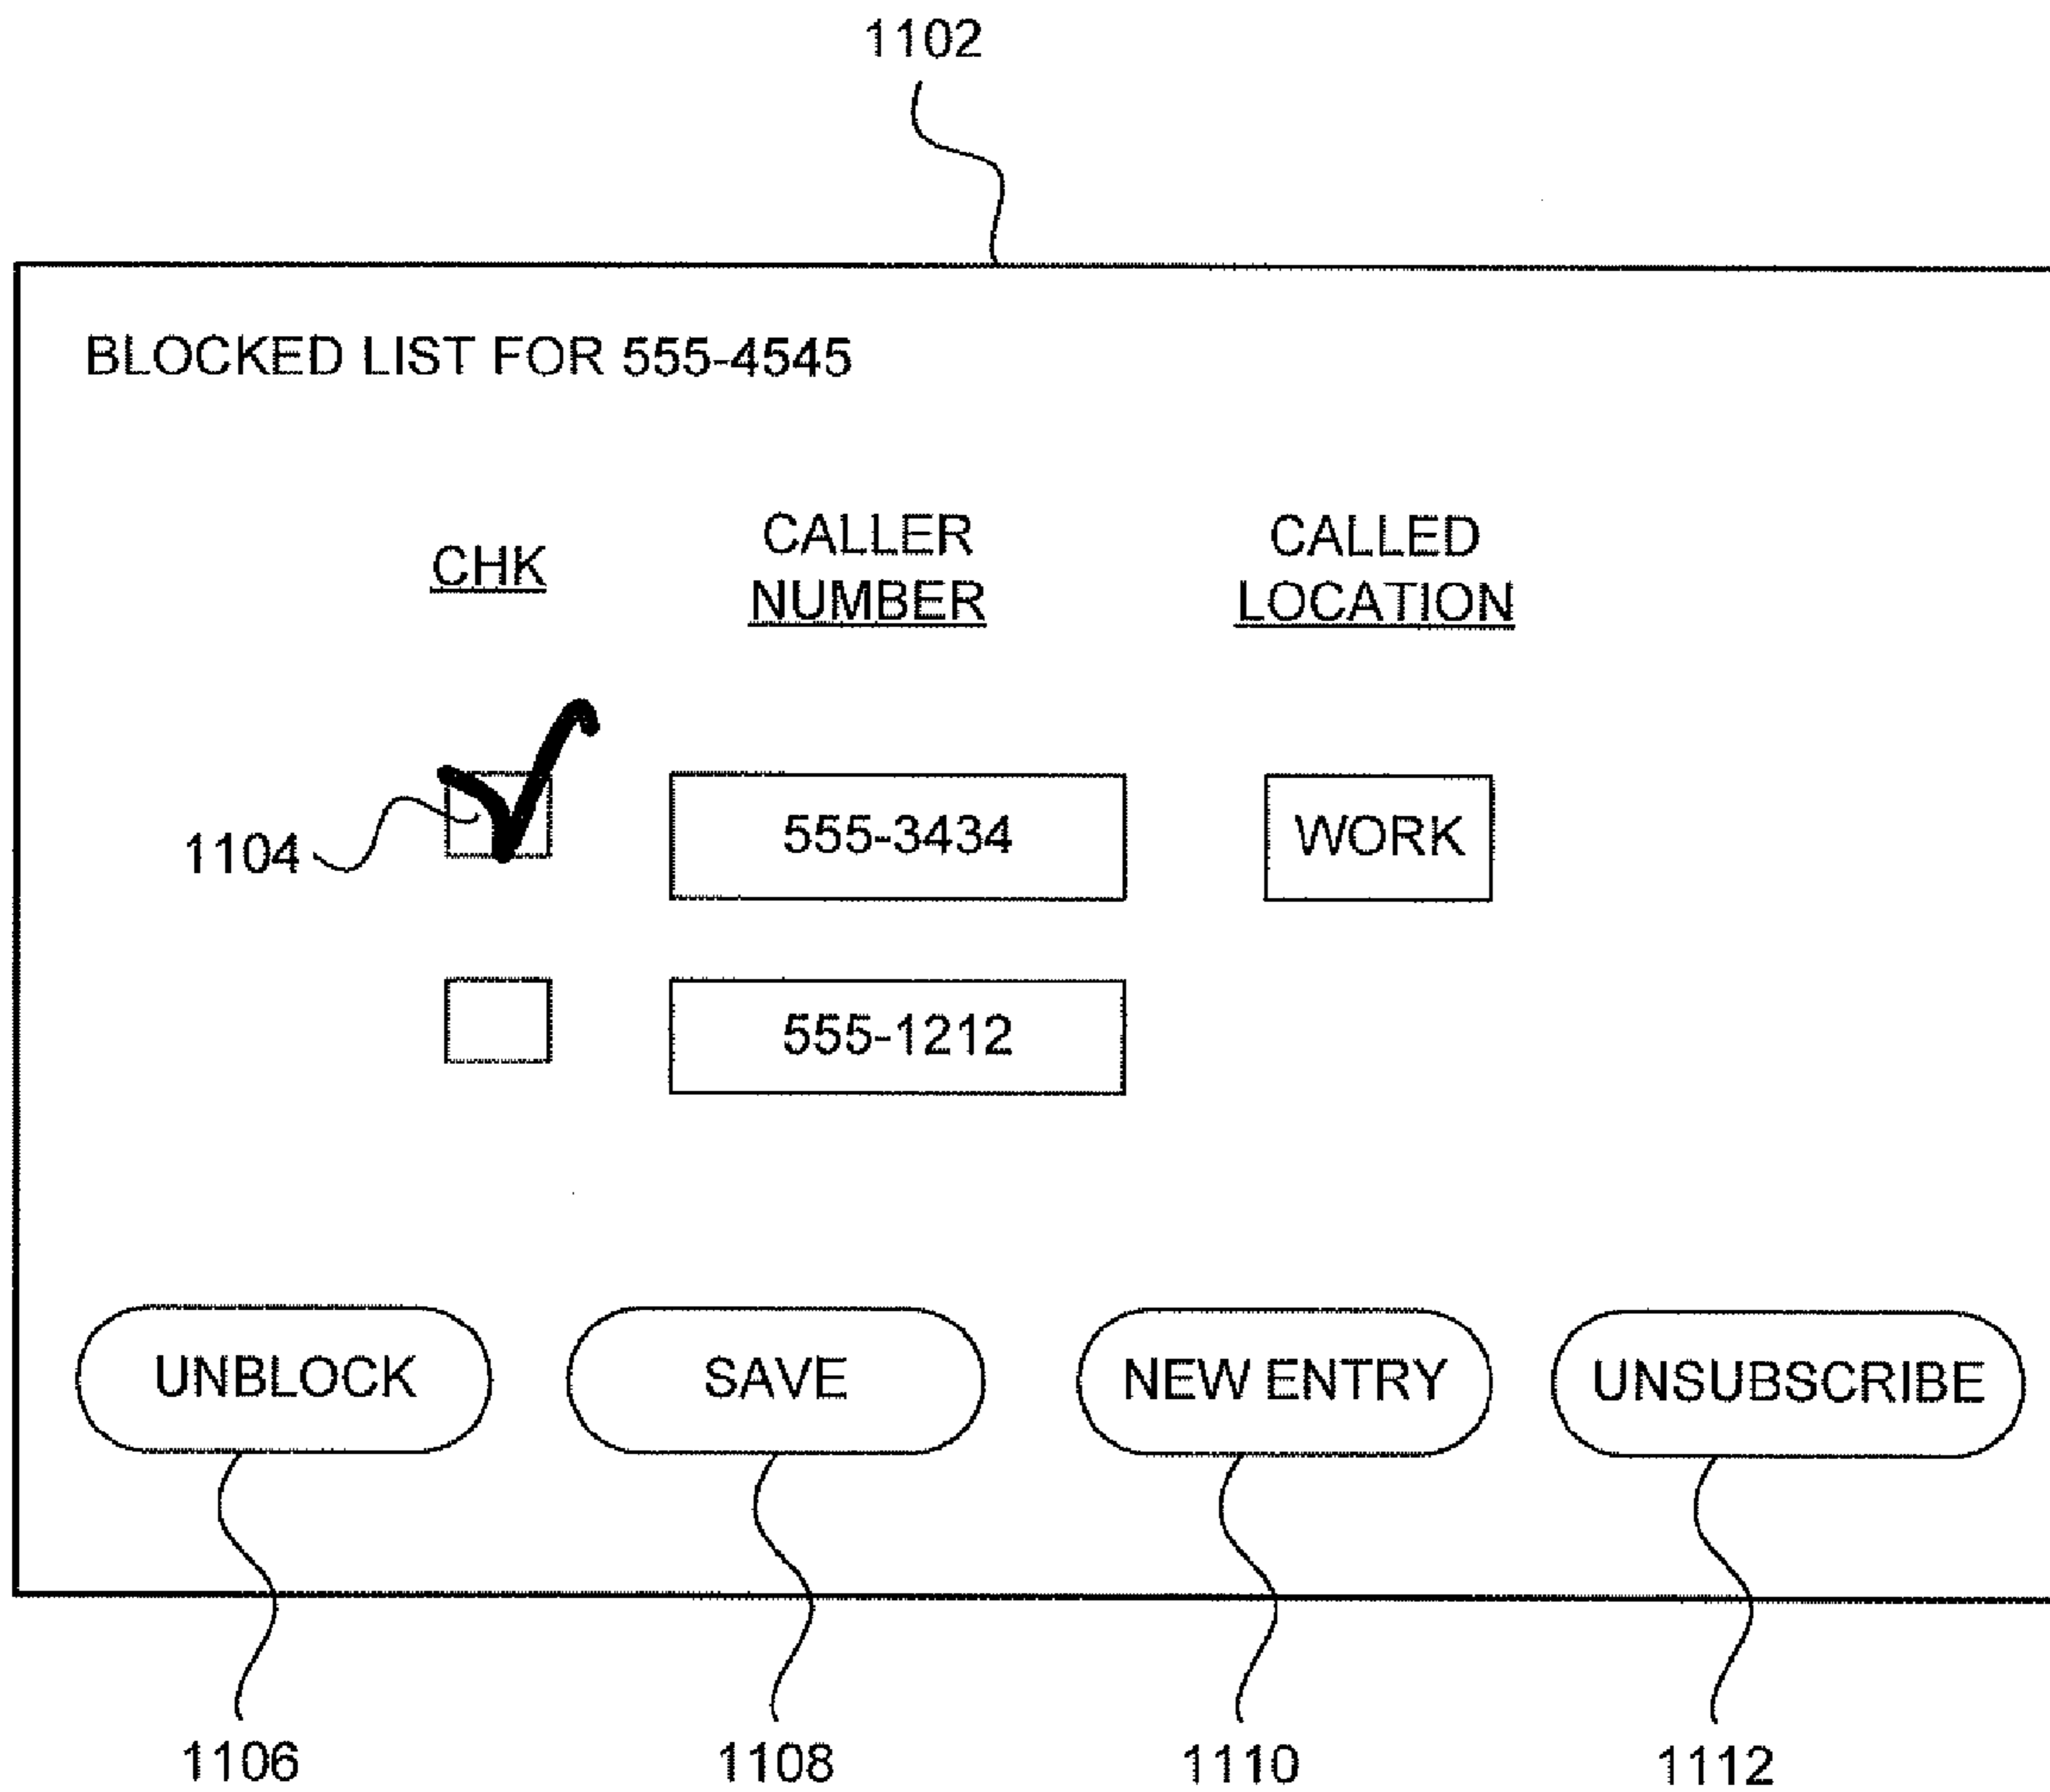 1102
BLOCKED LIST FOR 555-4545
CHK
CALLER
NUMBER
CALLED
LOCATION
1104
555-3434
WORK
555-1212
UNBLOCK
SAVE
NEW ENTRY
UNSUBSCRIBE
1106
1108
1110
1112